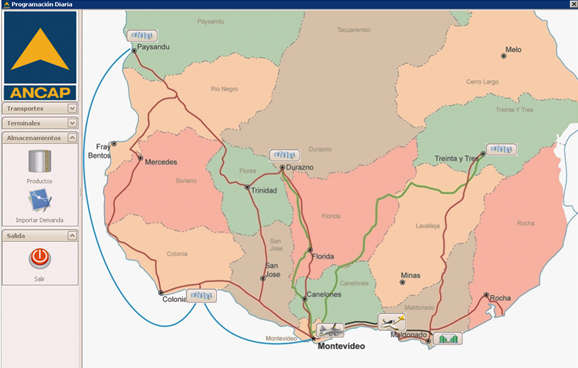 Programación Diaria
ANCAP
Transportes
Terminales
Almacenamientos
Productos
Importar Demanda
Salida
Salir
Paysandu
Paysandu
Tacuarembo
Melo
Cerro Largo
Rio Negro
Treinta Y Tres
Fray
Bentos
Mercedes
Durazno
Durazno
Treinta y Tres
Soriano
Flores
Trinidad
Florida
Lavalleja
Rocha
Colonia
San
Jose
Florida
San
Jose
Canelones
Minas
Colonia
Canelones
Maldonado
Rocha
Montevideo
Montevideo
Maldonado